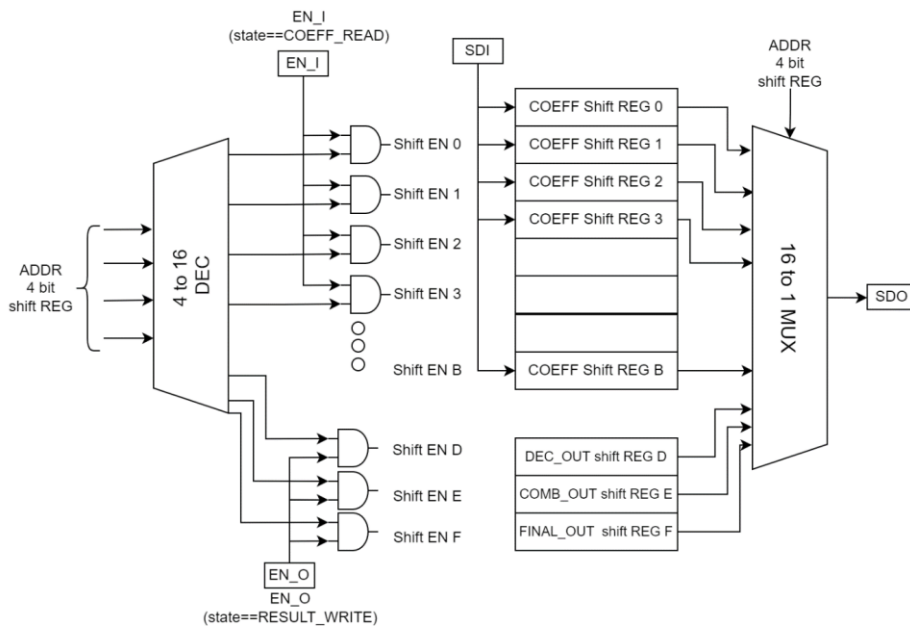 EN_I
(state==COEFF_READ)
EN_I
SDI
ADDR
4 bit
shift REG
COEFF Shift REG 0
COEFF Shift REG 1
COEFF Shift REG 2
COEFF Shift REG 3
COEFF Shift REG B
Shift EN 0
Shift EN 1
Shift EN 2
Shift EN 3
Shift EN B
ADDR
4 bit
shift REG
4 to 16
DEC
16 to 1 MUX
SDO
Shift EN D
Shift EN E
Shift EN F
DEC_OUT shift REG D
COMB_OUT shift REG E
FINAL_OUT shift REG F
EN_O
EN_O
(state==RESULT_WRITE)